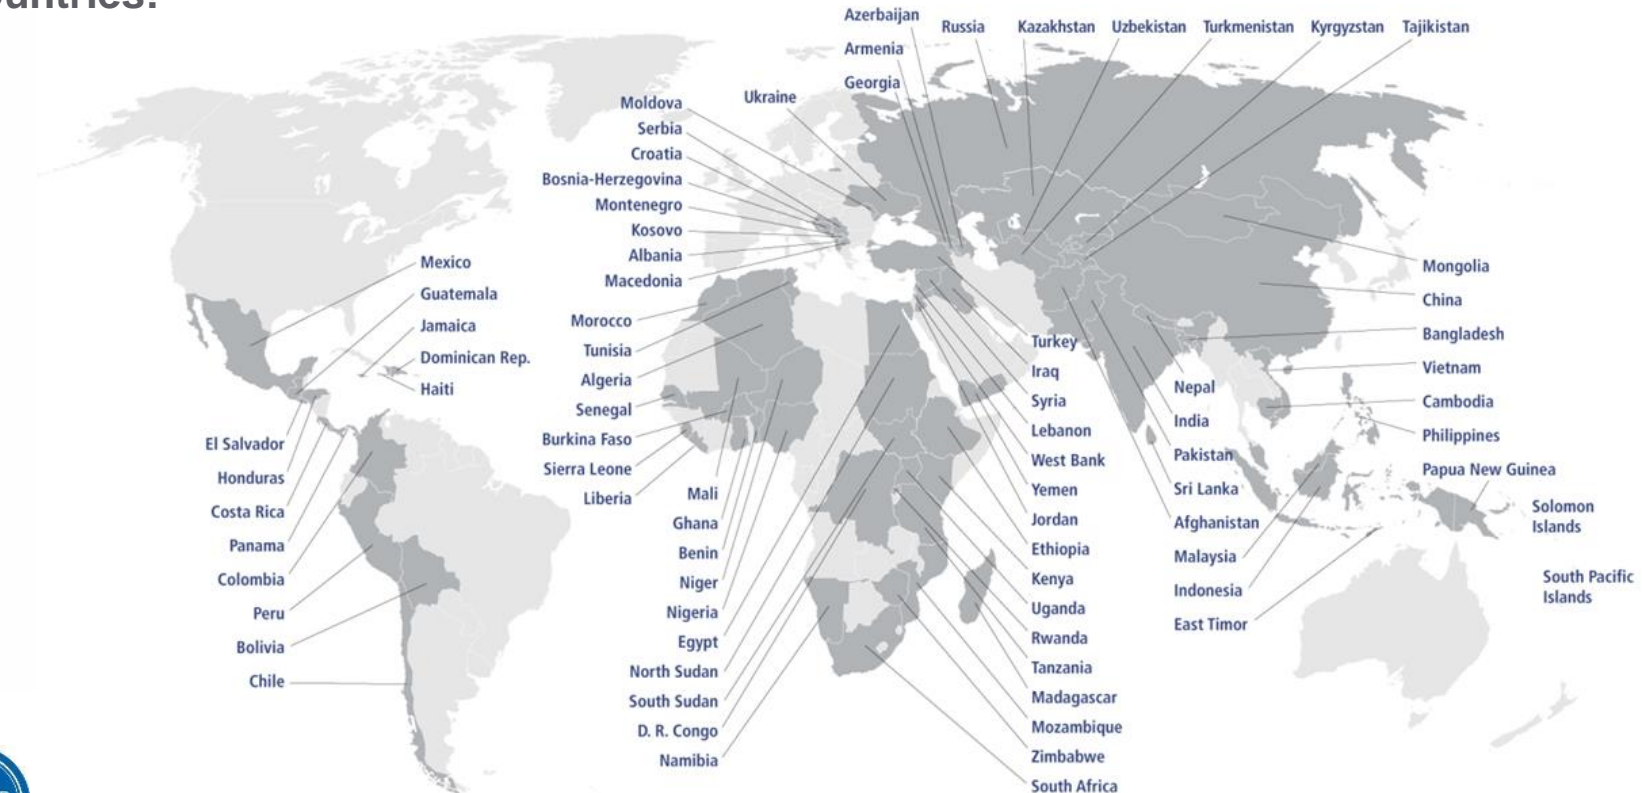 Azerbaijan
Armenia
Georgia
Russia
Kazakhstan
Uzbekistan
Turkmenistan
Kyrgyzstan
Tajikistan
Ukraine
Moldova
Serbia
Croatia
Bosnia-Herzegovina
Montenegro
Kosovo
Albania
Macedonia
Mexico
Guatemala
Jamaica
Dominican Rep.
Haiti
Morocco
Tunisia
Algeria
Senegal
Burkina Faso
Sierra Leone
Liberia
El Salvador
Honduras
Costa Rica
Panama
Colombia
Peru
Bolivia
Chile
Mali
Ghana
Benin
Niger
Nigeria
Egypt
North Sudan
South Sudan
D. R. Congo
Namibia
Turkey
Iraq
Syria
Lebanon
West Bank
Yemen
Jordan
Ethiopia
Kenya
Uganda
Rwanda
Tanzania
Madagascar
Mozambique
Zimbabwe
South Africa
Nepal
India
Pakistan
Sri Lanka
Afghanistan
Malaysia
Indonesia
East Timor
Mongolia
China
Bangladesh
Vietnam
Cambodia
Philippines
Papua New Guinea
Solomon
Islands
South Pacific
Islands